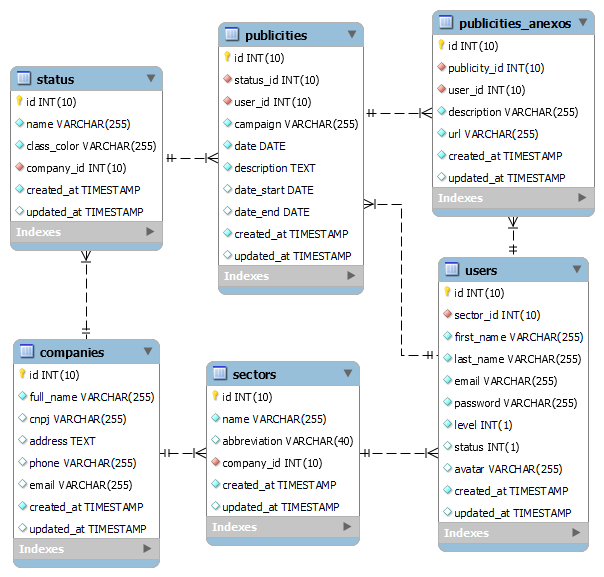 status
id INT(10)
name VARCHAR(255)
class_color VARCHAR(255)
company_id INT(10)
created_at TIMESTAMP
updated_at TIMESTAMP
Indexes
publicities
id INT(10)
status_id INT(10)
user_id INT(10)
campaign VARCHAR(255)
date DATE
description TEXT
date_start DATE
date_end DATE
created_at TIMESTAMP
updated_at TIMESTAMP
Indexes
publicities_anexos
id INT(10)
publicity_id INT(10)
user_id INT(10)
description VARCHAR(255)
url VARCHAR(255)
created_at TIMESTAMP
updated_at TIMESTAMP
Indexes
companies
id INT(10)
full_name VARCHAR(255)
cnpj VARCHAR(255)
address TEXT
phone VARCHAR(255)
email VARCHAR(255)
created_at TIMESTAMP
updated_at TIMESTAMP
Indexes
sectors
id INT(10)
name VARCHAR(255)
abbreviation VARCHAR(40)
company_id INT(10)
created_at TIMESTAMP
updated_at TIMESTAMP
Indexes
users
id INT(10)
sector_id INT(10)
first_name VARCHAR(255)
last_name VARCHAR(255)
email VARCHAR(255)
password VARCHAR(255)
level INT(1)
status INT(1)
avatar VARCHAR(255)
created_at TIMESTAMP
updated_at TIMESTAMP
Indexes